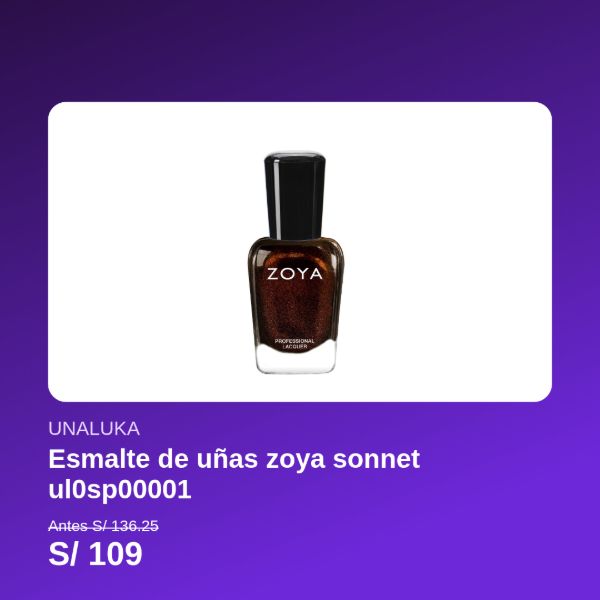 ZOYA
PROFESSIONAL
LACQUER
UNALUKA
Esmalte de uñas zoya sonnet
ul0sp00001
Antes S/ 136.25
S/ 109